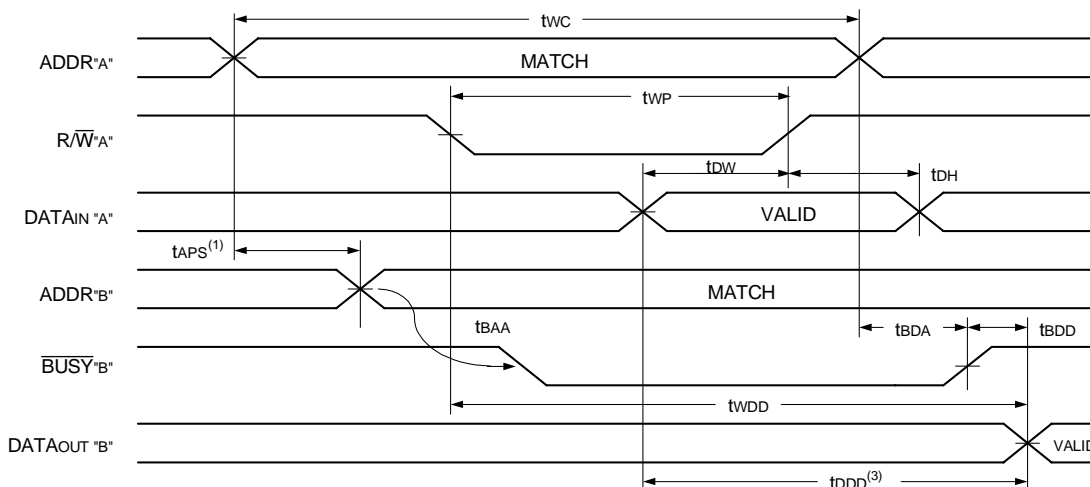 tWC
ADDR"A"
MATCH
tWP
R/W̅"A"
tDW
tDH
DATAIN "A"
VALID
tAPS(1)
ADDR"B"
MATCH
tBAA
tBDA
tBDD
B̅U̅S̅Y̅"B"
tWDD
DATAOUT "B"
VALID
tDDD(3)